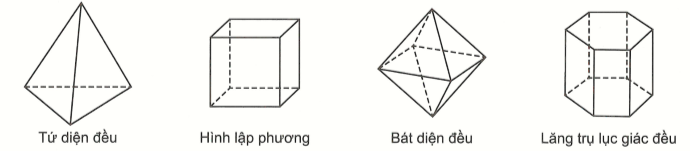 Tứ diện đều
Hình lập phương
Bát diện đều
Lăng trụ lục giác đều